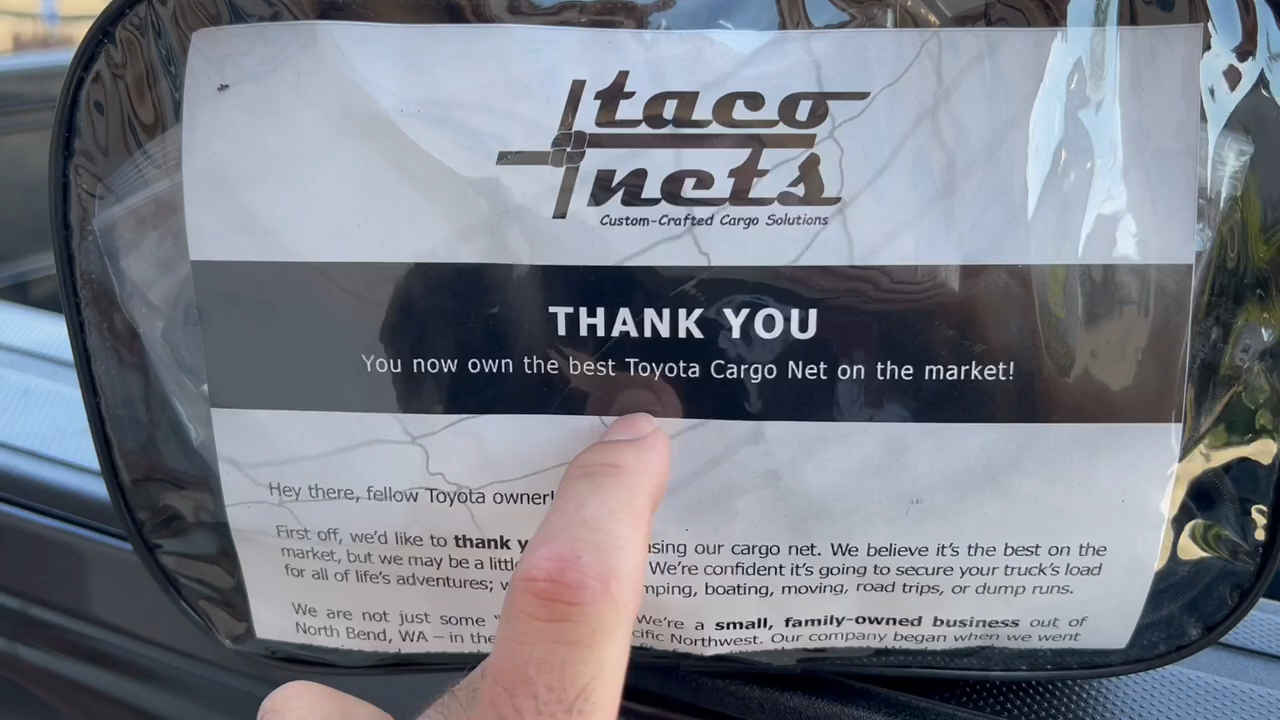 taco
nets
Custom-Crafted Cargo Solutions
THANK YOU
You now own the best Toyota Cargo Net on the market!
Hey there, fellow Toyota owner!
First off, we'd like to thank using our cargo net. We believe it's the best on the
market, but we may be a We're confident it's going to secure your truck's load
for all of life's adventures; boating, moving, road trips, or dump runs.
We are not just some We're a small, family-owned business out of
North Bend, WA – in the Northwest. Our company began when we went